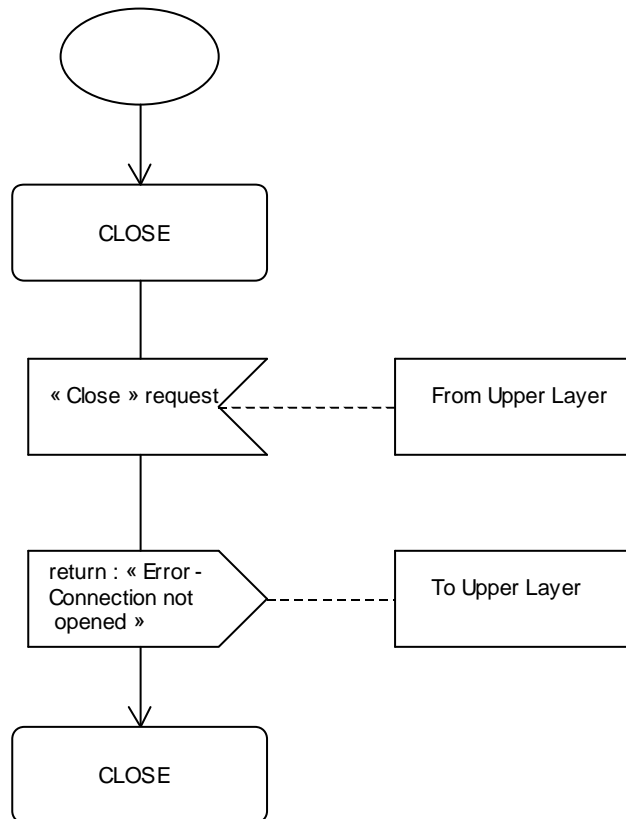 CLOSE
« Close » request
From Upper Layer
return : « Error -
Connection not
opened »
To Upper Layer
CLOSE